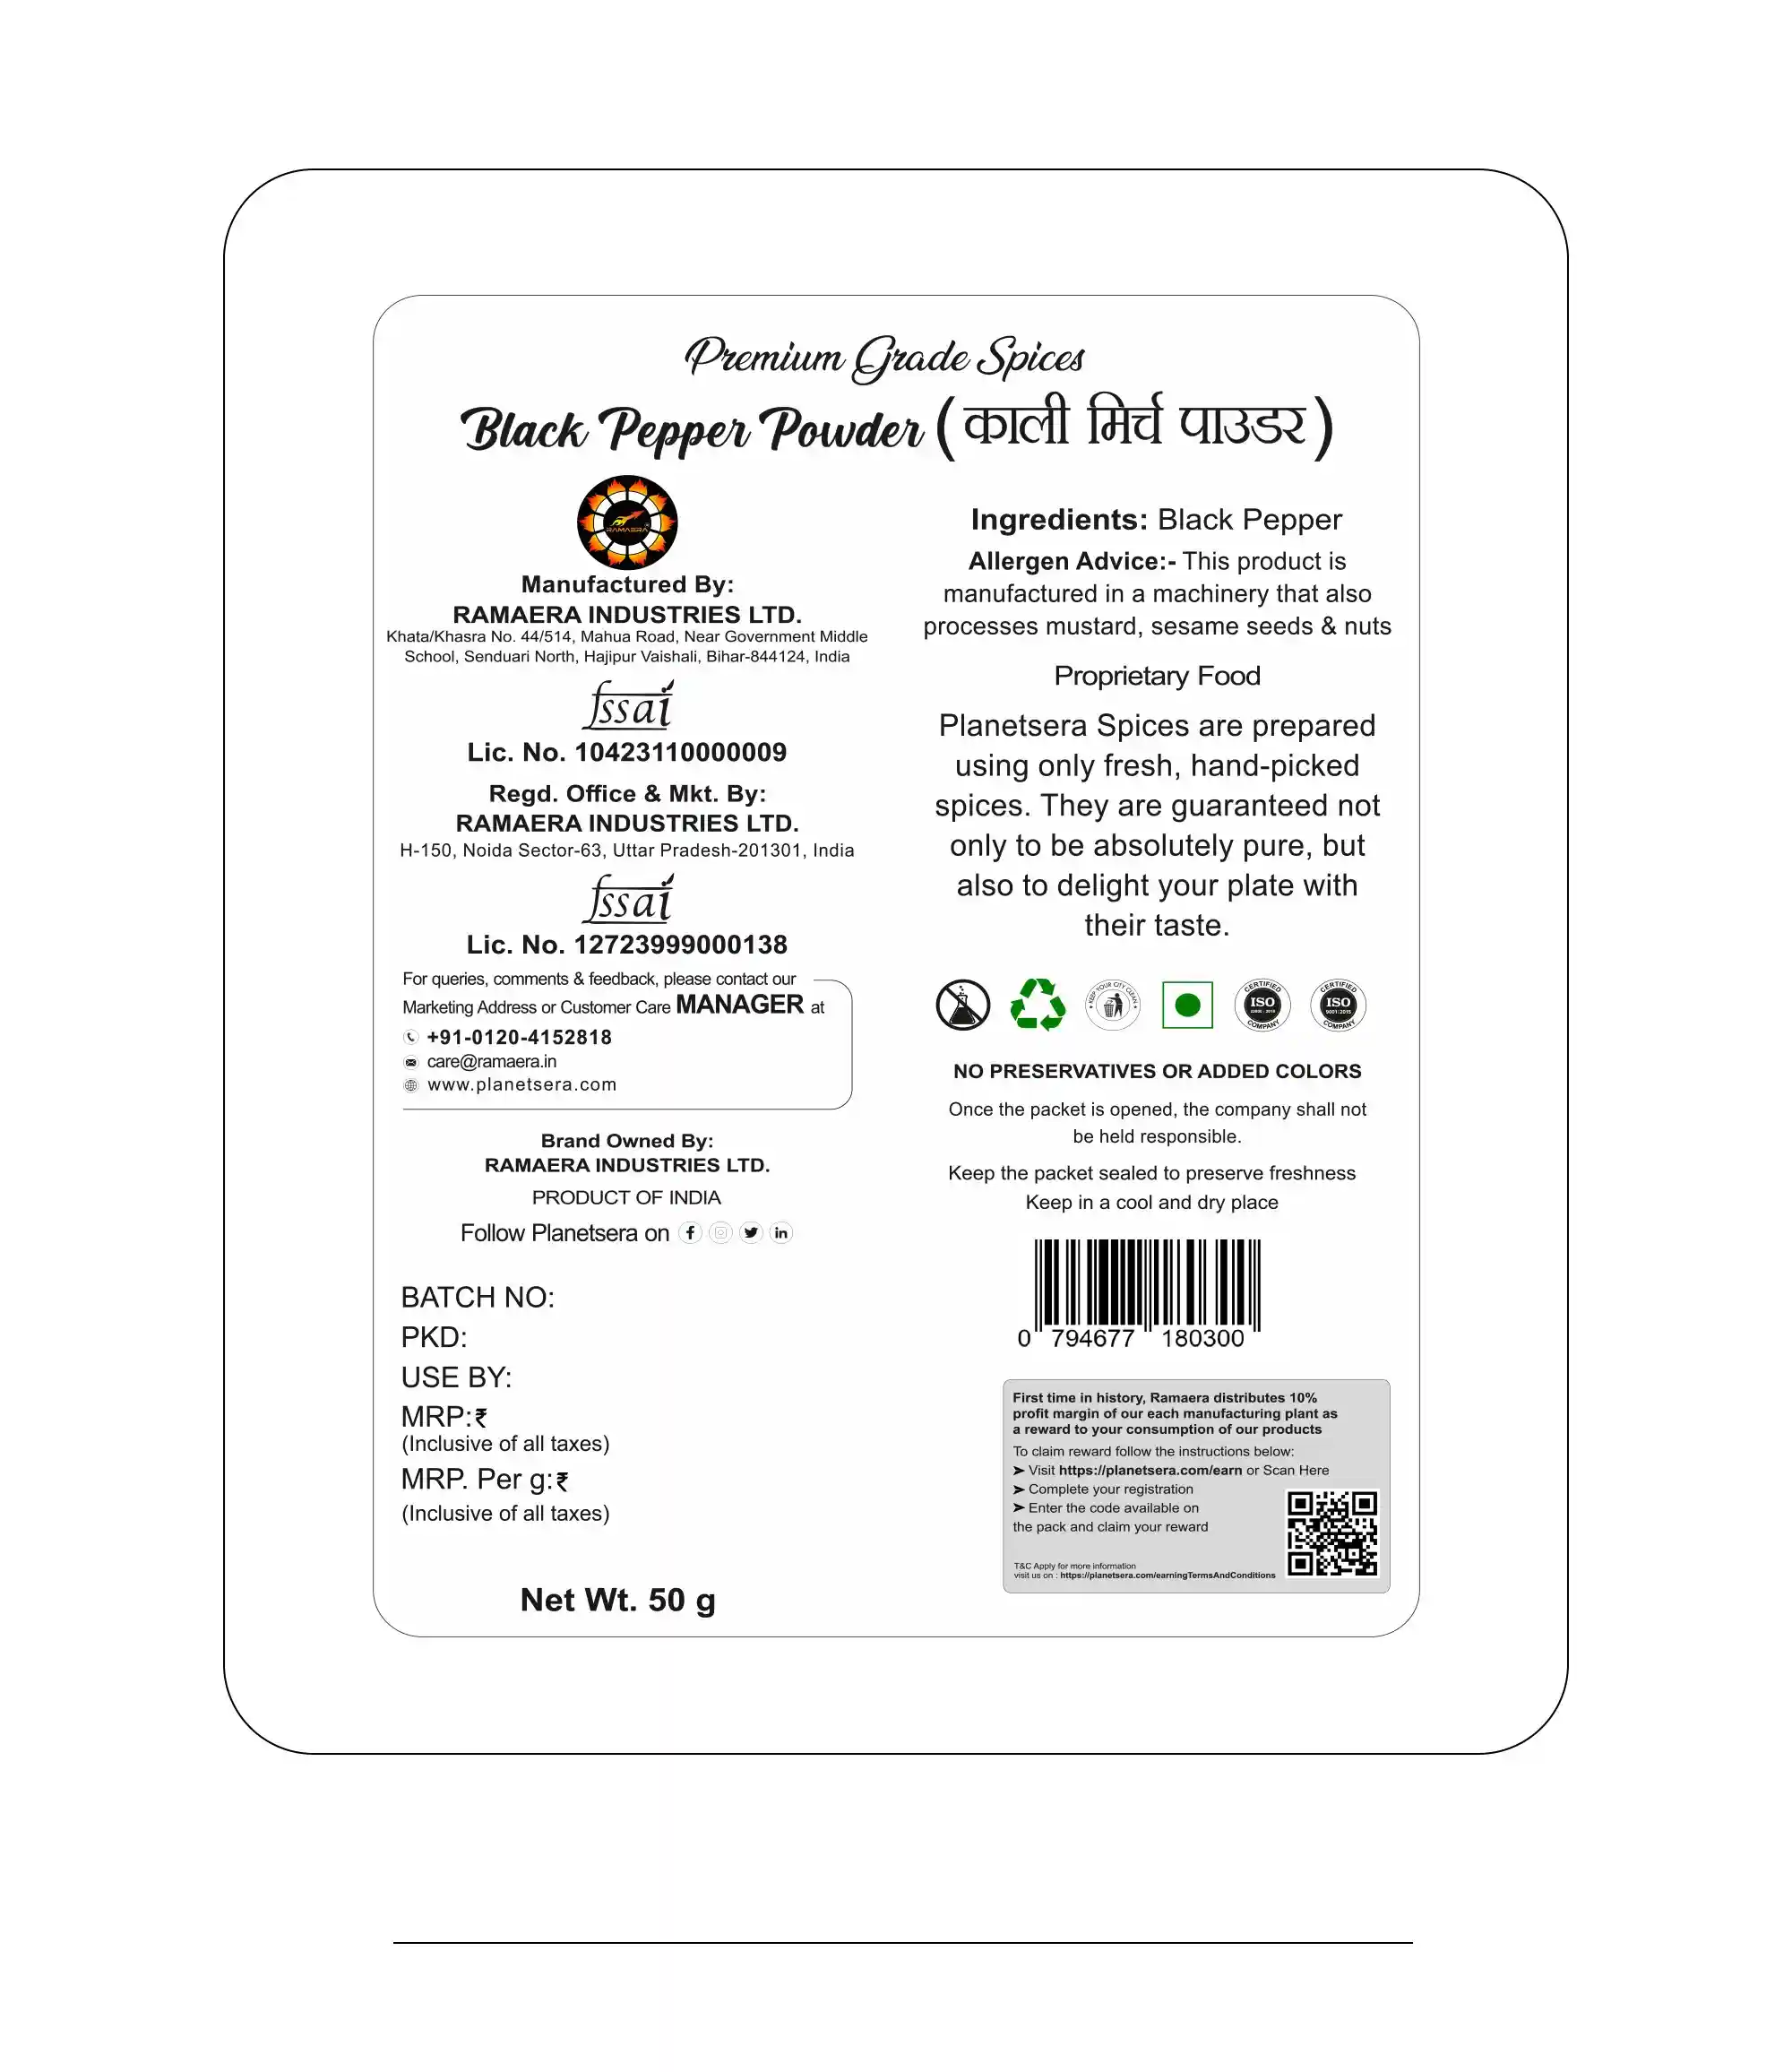 Premium Grade Spices
Black Pepper Powder (काली मिर्च पाउडर)
RAMAERA
Manufactured By:
RAMAERA INDUSTRIES LTD.
Khata/Khasra No. 44/514, Mahua Road, Near Government Middle
School, Senduari North, Hajipur Vaishali, Bihar-844124, India
fssai
Lic. No. 10423110000009
Regd. Office & Mkt. By:
RAMAERA INDUSTRIES LTD.
H-150, Noida Sector-63, Uttar Pradesh-201301, India
fssai
Lic. No. 12723999000138
For queries, comments & feedback, please contact our
Marketing Address or Customer Care MANAGER at
+91-0120-4152818
care@ramaera.in
www.planetsera.com
Brand Owned By:
RAMAERA INDUSTRIES LTD.
PRODUCT OF INDIA
Follow Planetsera on
BATCH NO:
PKD:
USE BY:
MRP:₹
(Inclusive of all taxes)
MRP. Per g:₹
(Inclusive of all taxes)
Net Wt. 50 g
Ingredients: Black Pepper
Allergen Advice:- This product is
manufactured in a machinery that also
processes mustard, sesame seeds & nuts
Proprietary Food
Planetsera Spices are prepared
using only fresh, hand-picked
spices. They are guaranteed not
only to be absolutely pure, but
also to delight your plate with
their taste.
KEEP YOUR CITY CLEAN
CERTIFIED
ISO
COMPANY
CERTIFIED
ISO
9001:2015
COMPANY
NO PRESERVATIVES OR ADDED COLORS
Once the packet is opened, the company shall not
be held responsible.
Keep the packet sealed to preserve freshness
Keep in a cool and dry place
0 794677 180300
First time in history, Ramaera distributes 10%
profit margin of our each manufacturing plant as
a reward to your consumption of our products
To claim reward follow the instructions below:
➤ Visit https://planetsera.com/earn or Scan Here
➤ Complete your registration
➤ Enter the code available on
the pack and claim your reward
T&C Apply for more information
visit us on : https://planetsera.com/earningTermsAndConditions